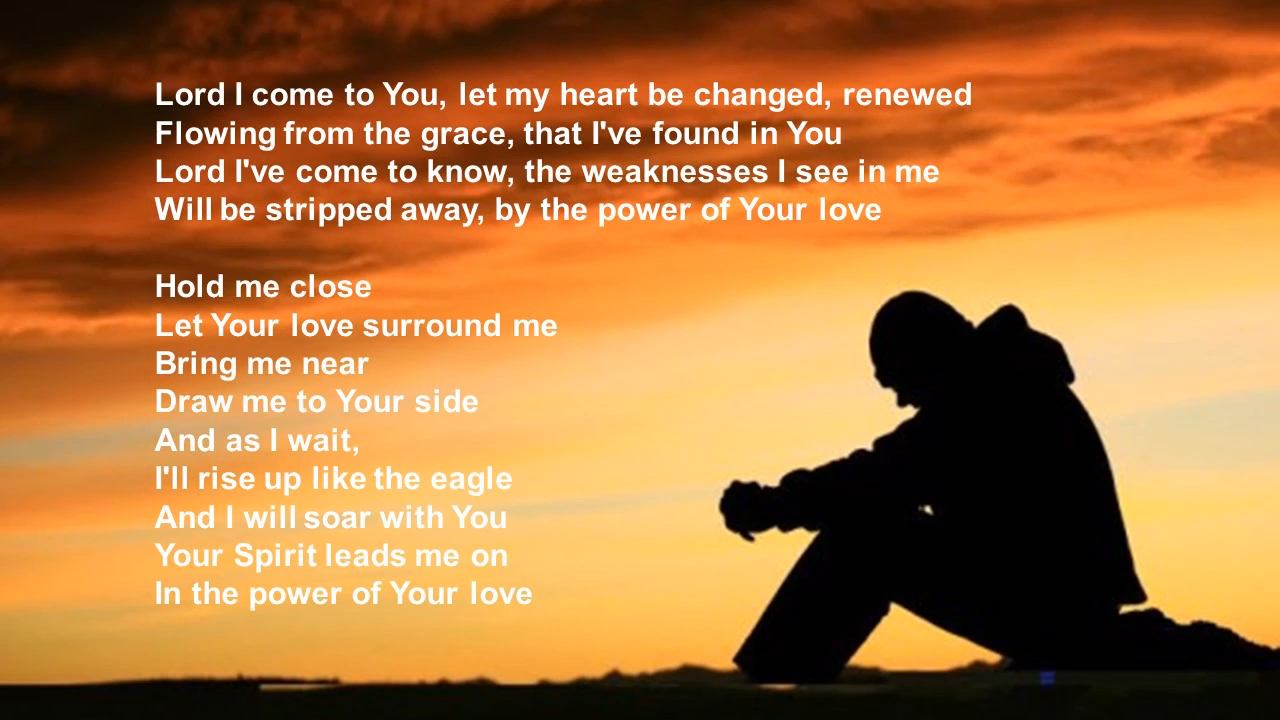 Lord I come to You, let my heart be changed, renewed
Flowing from the grace, that I've found in You
Lord I've come to know, the weaknesses I see in me
Will be stripped away, by the power of Your love

Hold me close
Let Your love surround me
Bring me near
Draw me to Your side
And as I wait,
I'll rise up like the eagle
And I will soar with You
Your Spirit leads me on
In the power of Your love